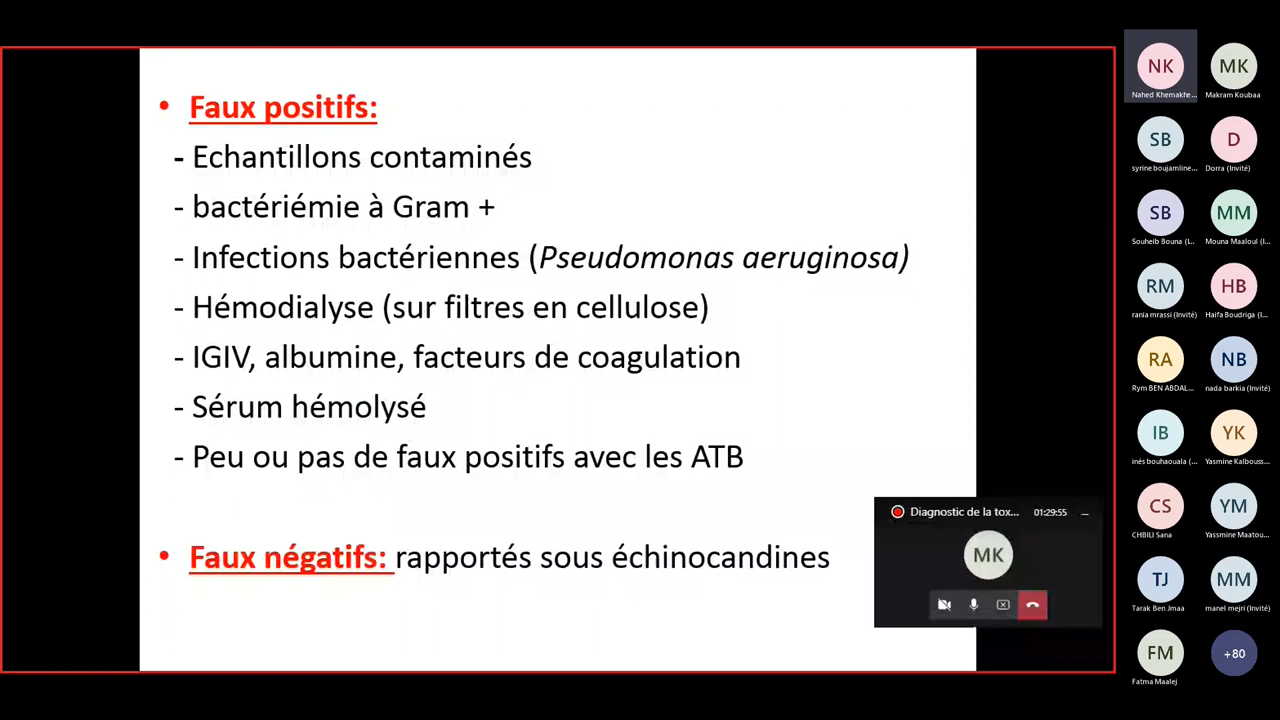 • Faux positifs:
- Echantillons contaminés
- bactériémie à Gram +
- Infections bactériennes (Pseudomonas aeruginosa)
- Hémodialyse (sur filtres en cellulose)
- IGIV, albumine, facteurs de coagulation
- Sérum hémolysé
- Peu ou pas de faux positifs avec les ATB
• Faux négatifs: rapportés sous échinocandines
Diagnostic de la tox... 01:29:55
MK
NK MK
Nahed Khemakhe... Makram Koubaa
SB D
syrine boujamline... Dorra (Invité)
SB MM
Souheib Bouna (I... Mouna Maaloul (I...
RM HB
rania mrassi (Invité) Haifa Boudriga (I...
RA NB
Rym BEN ABDAL... nada barkia (Invité)
IB YK
inés bouhaouala (... Yasmine Kalbouss...
CS YM
CHBILI Sana Yassmine Maatou...
TJ MM
Tarak Ben Jmaa manel mejri (Invité)
FM +80
Fatma Maalej